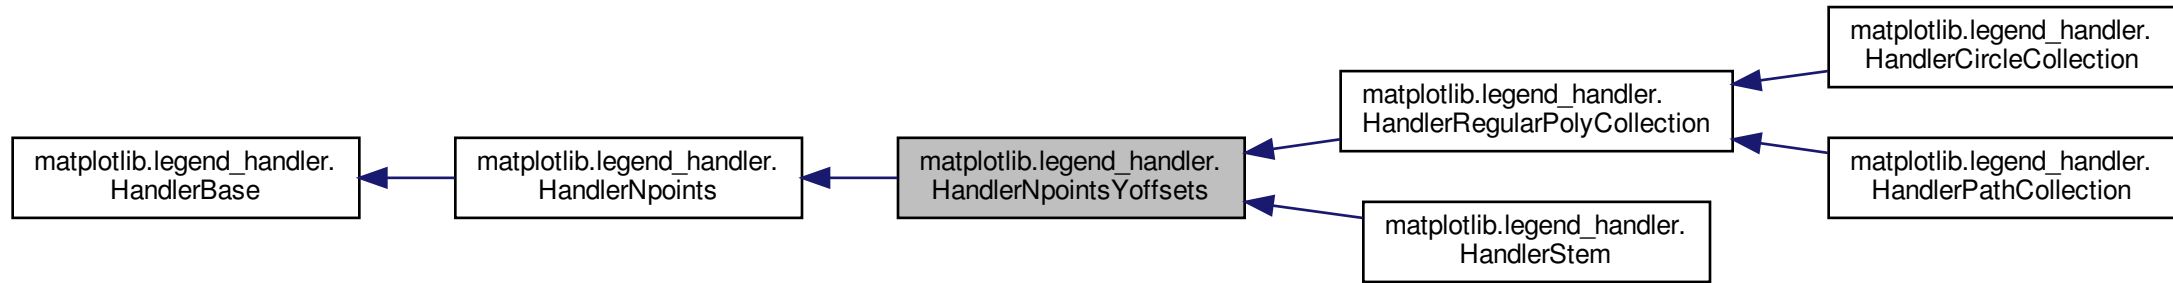 matplotlib.legend_handler.
HandlerBase
matplotlib.legend_handler.
HandlerNpoints
matplotlib.legend_handler.
HandlerNpointsYoffsets
matplotlib.legend_handler.
HandlerRegularPolyCollection
matplotlib.legend_handler.
HandlerStem
matplotlib.legend_handler.
HandlerCircleCollection
matplotlib.legend_handler.
HandlerPathCollection